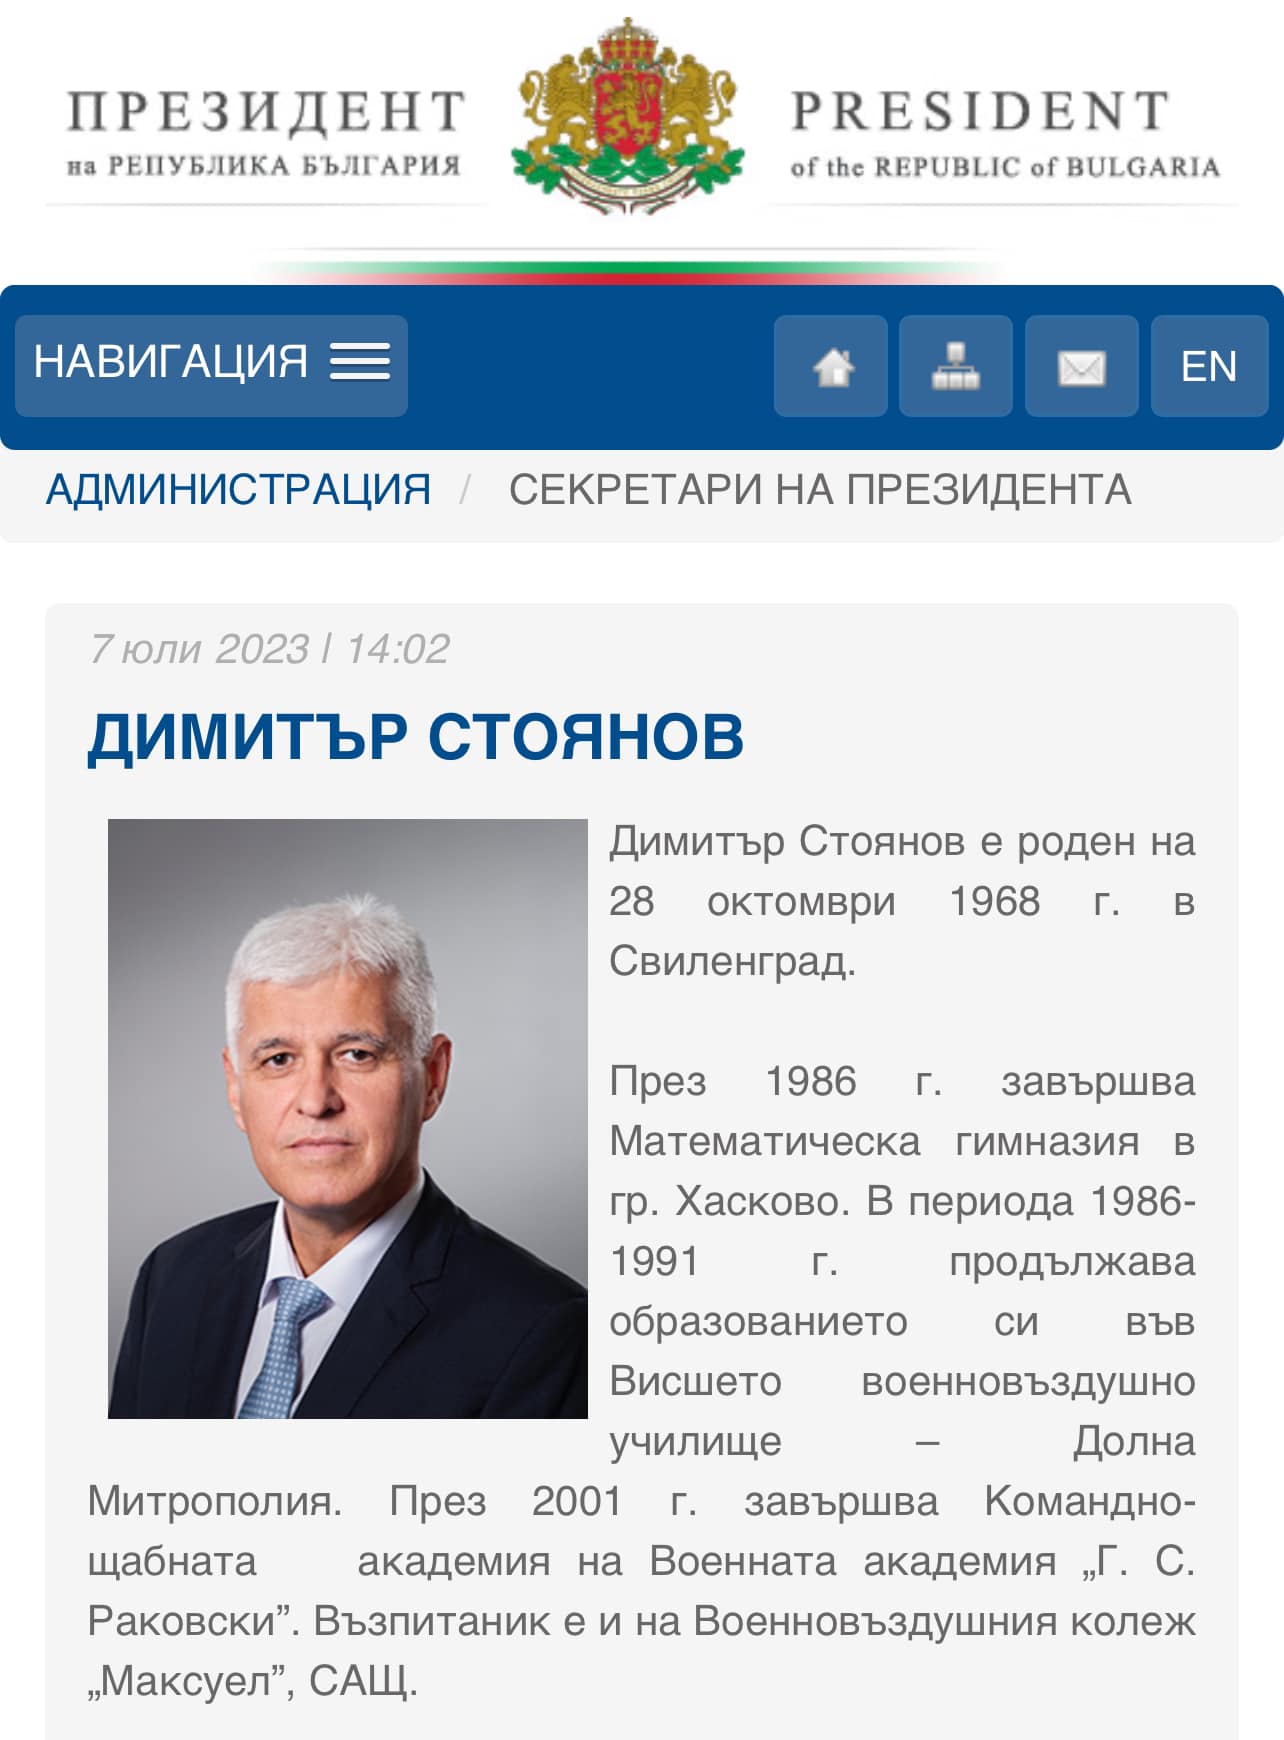 ПРЕЗИДЕНТ
на РЕПУБЛИКА БЪЛГАРИЯ
PRESIDENT
of the REPUBLIC of BULGARIA
НАВИГАЦИЯ
EN
АДМИНИСТРАЦИЯ / СЕКРЕТАРИ НА ПРЕЗИДЕНТА
7 юли 2023 | 14:02
ДИМИТЪР СТОЯНОВ
Димитър Стоянов е роден на
28 октомври 1968 г. в
Свиленград.
През 1986 г. завършва
Математическа гимназия в
гр. Хасково. В периода 1986-
1991 г. продължава
образованието си във
Висшето военновъздушно
училище – Долна
Митрополия. През 2001 г. завършва Командно-
щабната академия на Военната академия „Г. С.
Раковски”. Възпитаник е и на Военновъздушния колеж
„Максуел”, САЩ.